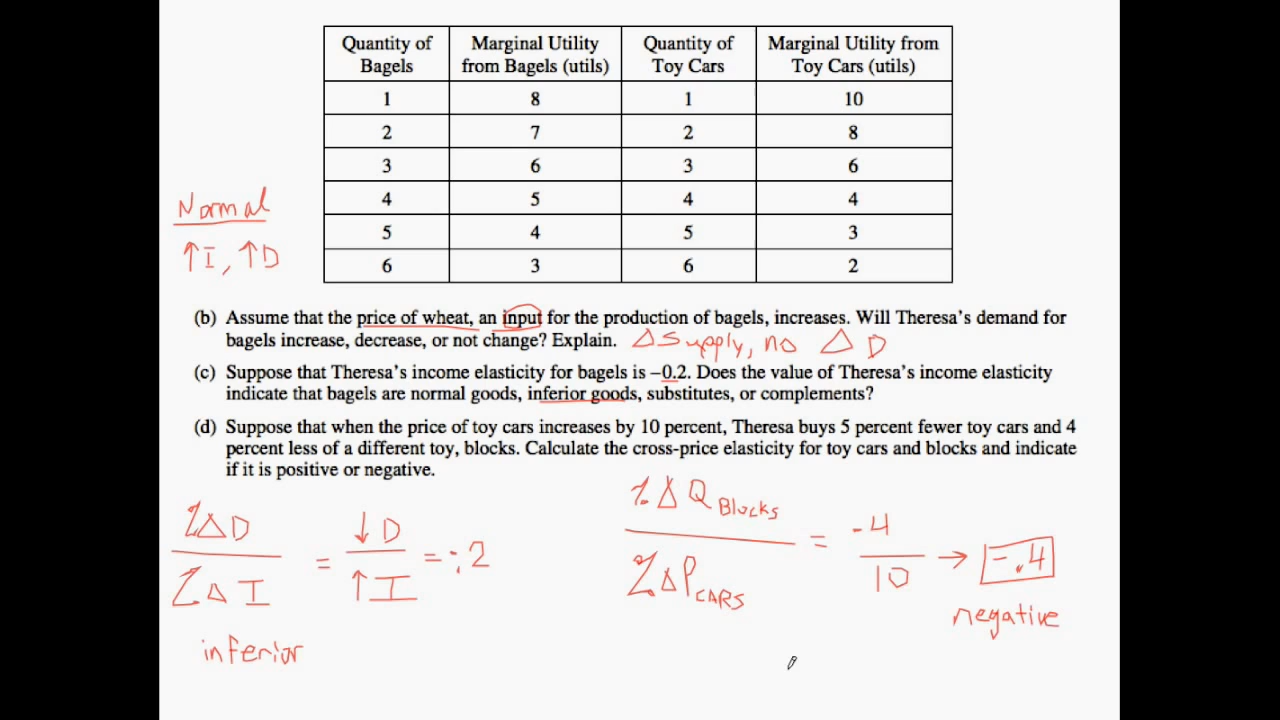 Quantity of Bagels | Marginal Utility from Bagels (utils) | Quantity of Toy Cars | Marginal Utility from Toy Cars (utils)
1 8 1 10
2 7 2 8
3 6 3 6
4 5 4 4
5 4 5 3
6 3 6 2
Normal
↑I, ↑D
(b) Assume that the price of wheat, an input for the production of bagels, increases. Will Theresa's demand for
bagels increase, decrease, or not change? Explain. Δ Supply, no Δ D
(c) Suppose that Theresa's income elasticity for bagels is −0.2. Does the value of Theresa's income elasticity
indicate that bagels are normal goods, inferior goods, substitutes, or complements?
(d) Suppose that when the price of toy cars increases by 10 percent, Theresa buys 5 percent fewer toy cars and 4
percent less of a different toy, blocks. Calculate the cross-price elasticity for toy cars and blocks and indicate
if it is positive or negative.
%ΔD / %ΔI = ↓D / ↑I = -.2
inferior
%ΔQ Blocks / %ΔP CARS = -4 / 10 → -.4
negative